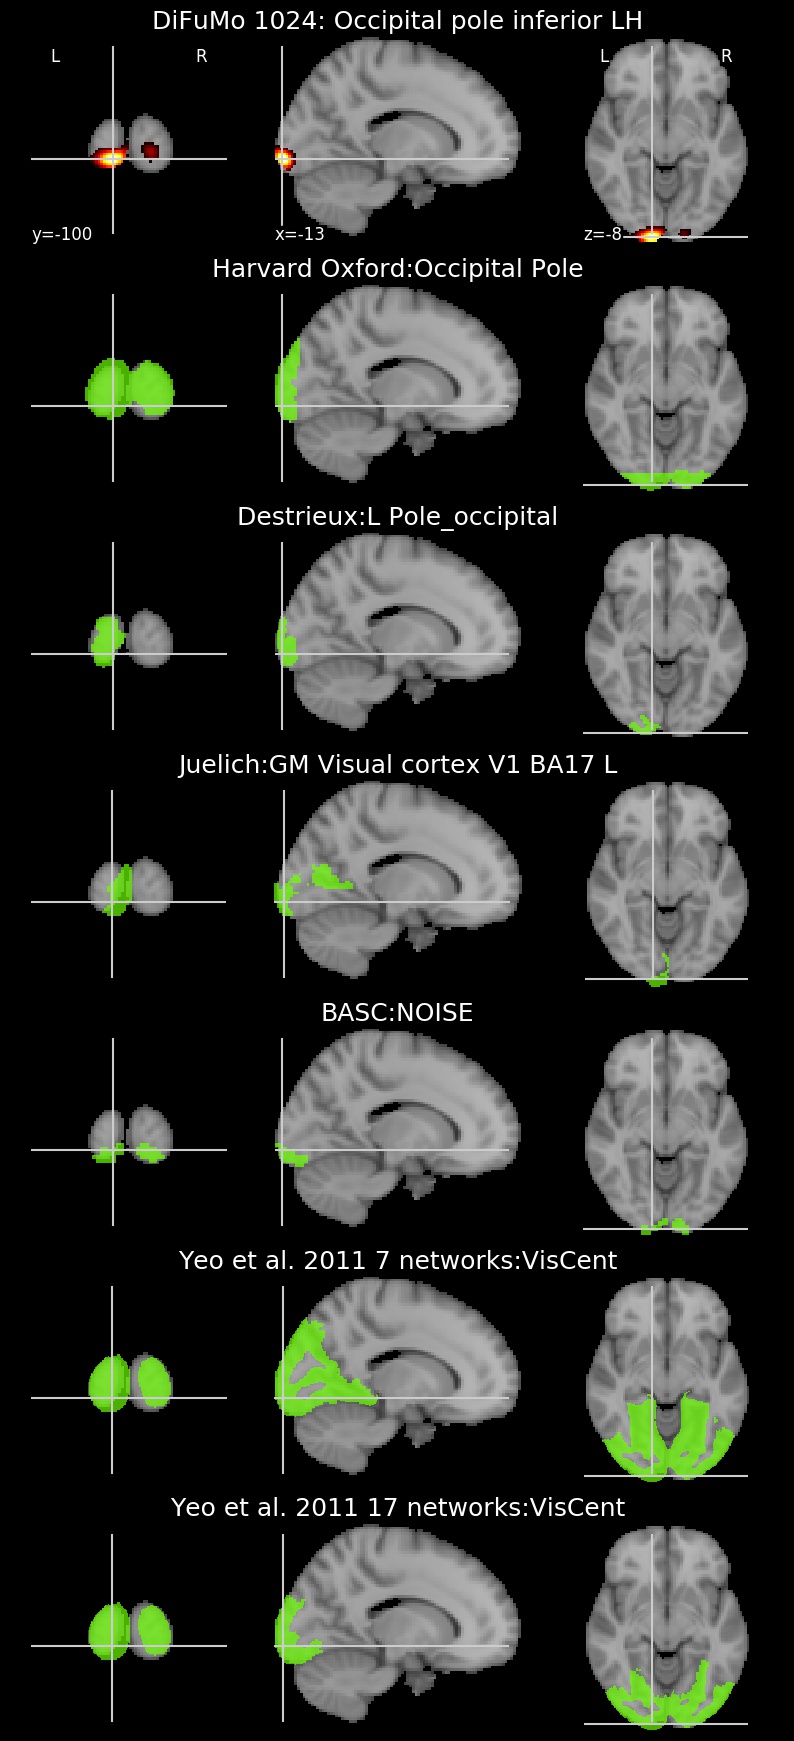 DiFuMo 1024: Occipital pole inferior LH
L R L R
y=-100 x=-13 z=-8
Harvard Oxford:Occipital Pole
Destrieux:L Pole_occipital
Juelich:GM Visual cortex V1 BA17 L
BASC:NOISE
Yeo et al. 2011 7 networks:VisCent
Yeo et al. 2011 17 networks:VisCent